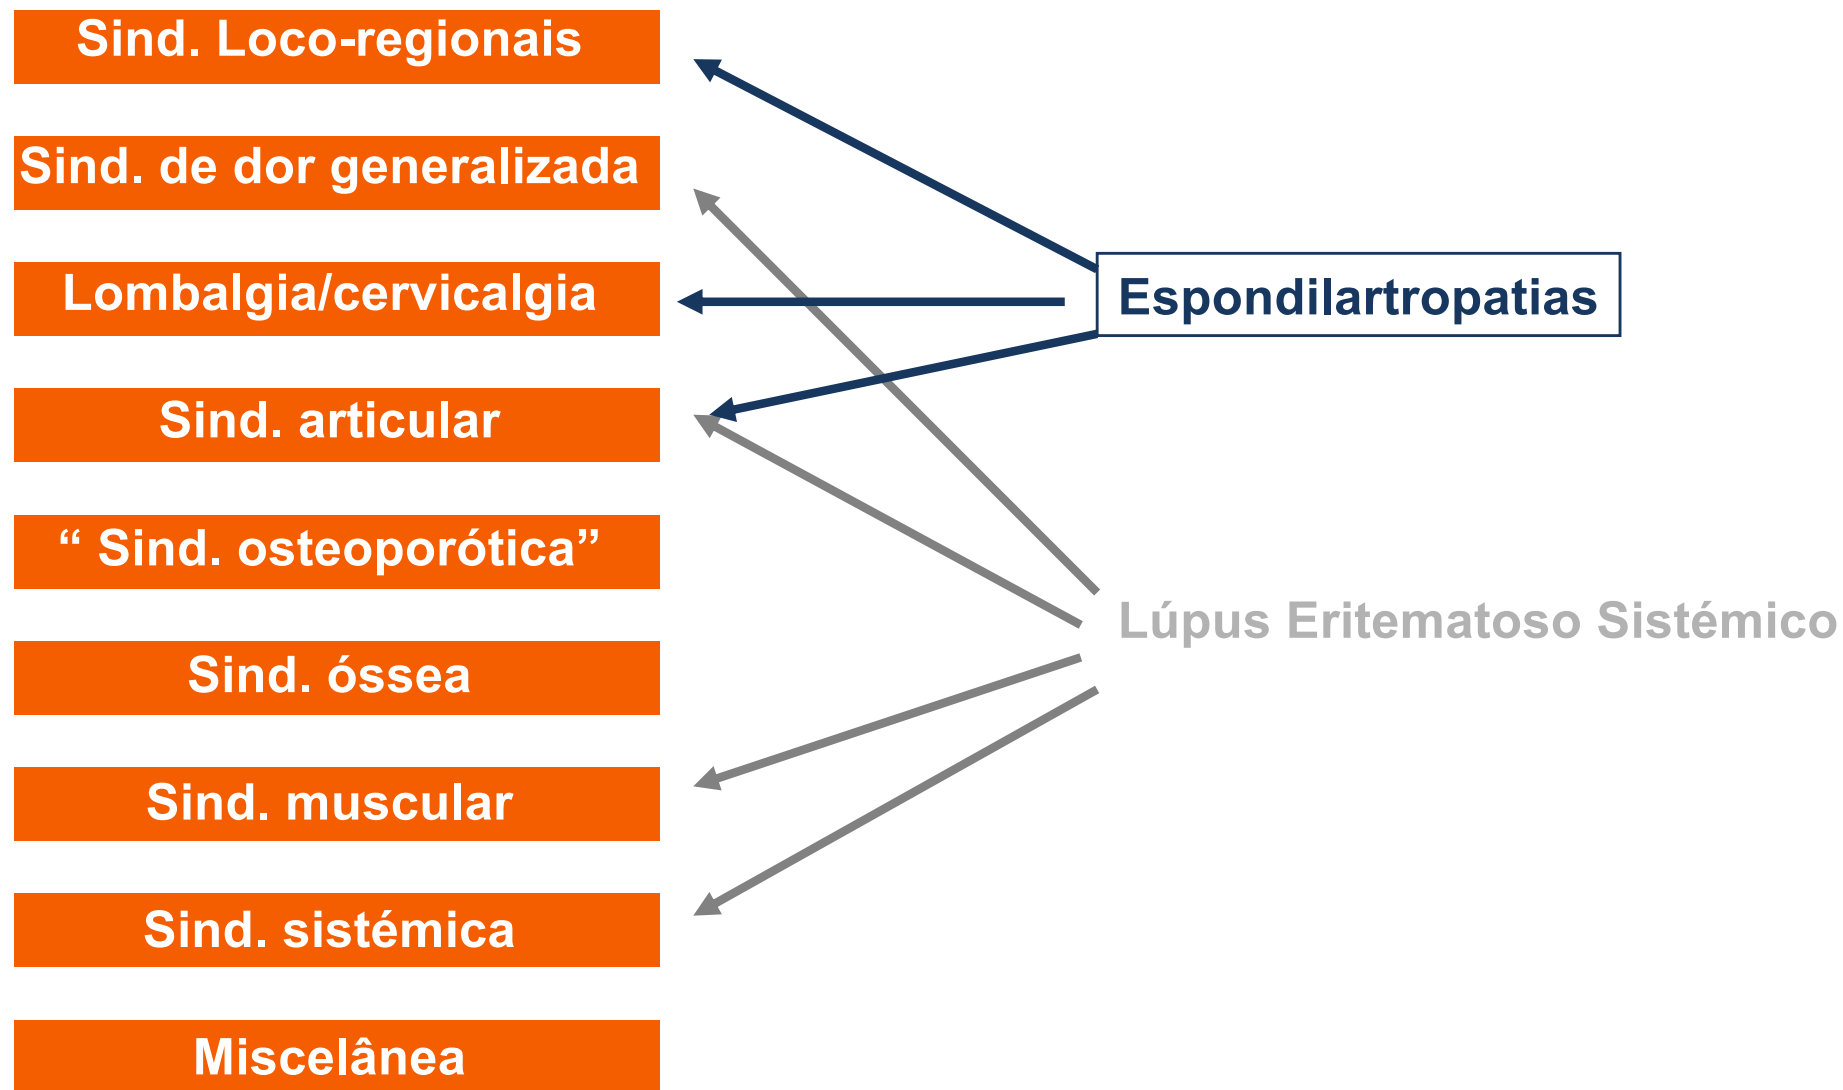 Sind. Loco-regionais
Sind. de dor generalizada
Lombalgia/cervicalgia
Sind. articular
“ Sind. osteoporótica”
Sind. óssea
Sind. muscular
Sind. sistémica
Miscelânea
Espondilartropatias
Lúpus Eritematoso Sistémico